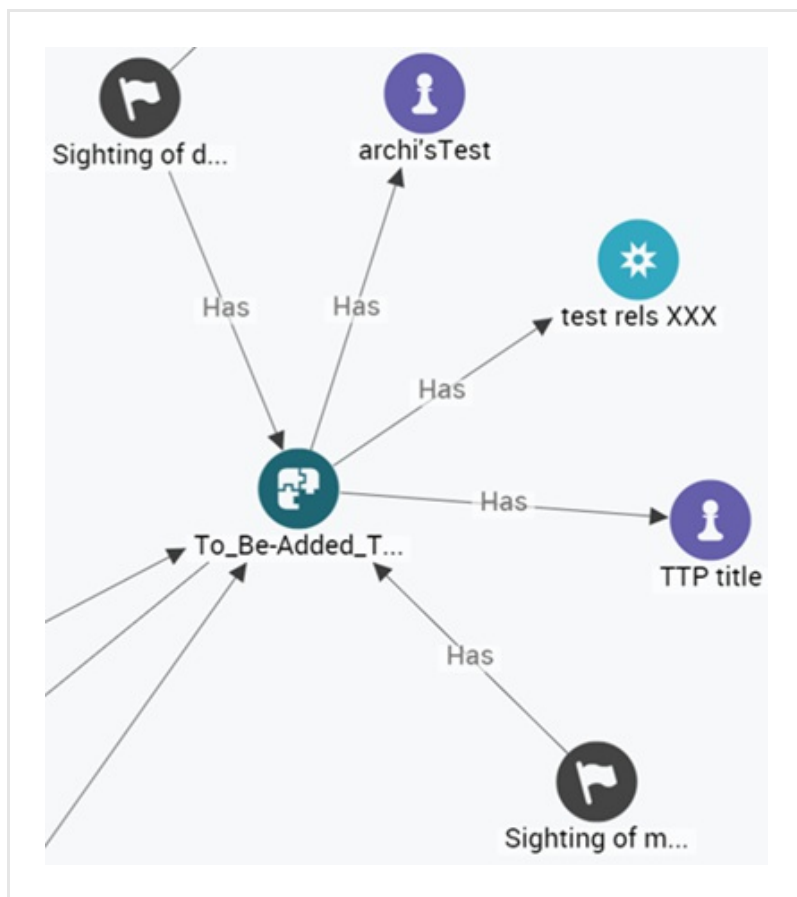 Sighting of d...
archi'sTest
Has
Has
test rels XXX
Has
Has
To_Be-Added_T...
TTP title
Has
Sighting of m...